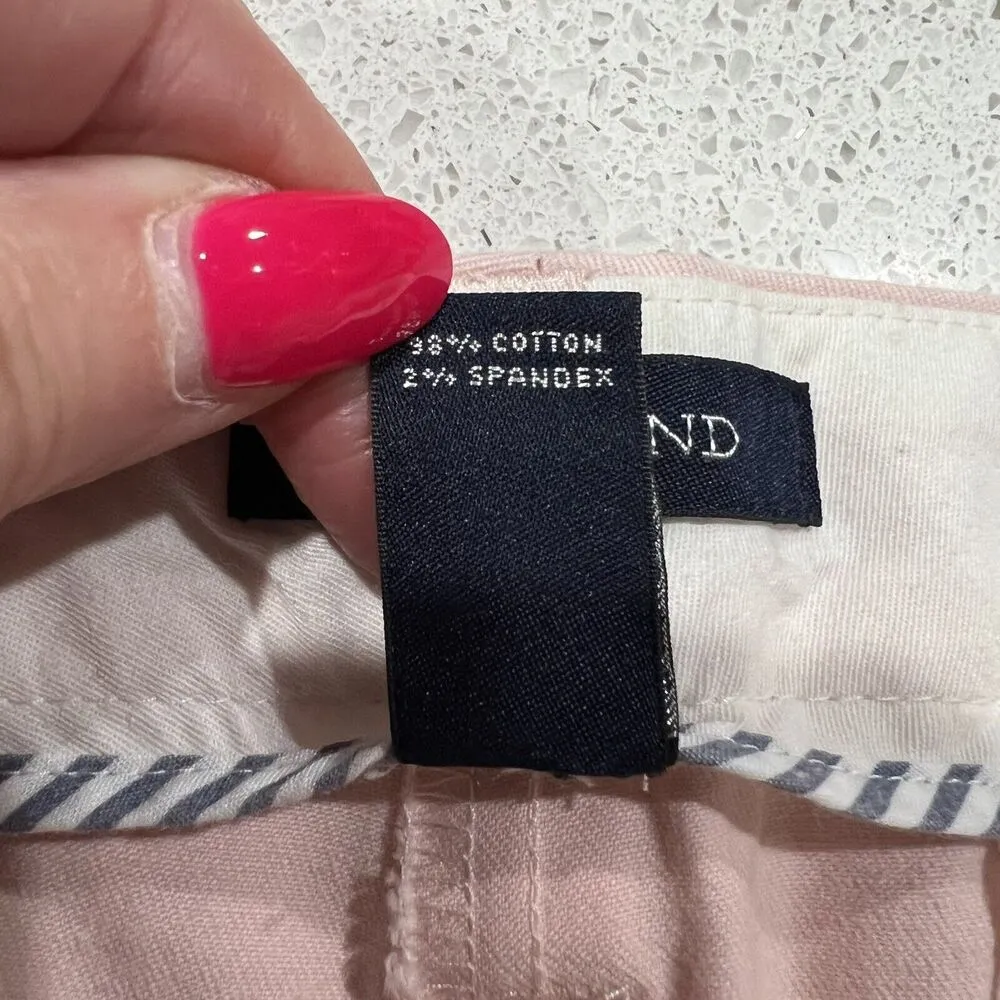 98% COTTON
2% SPANDEX
ND